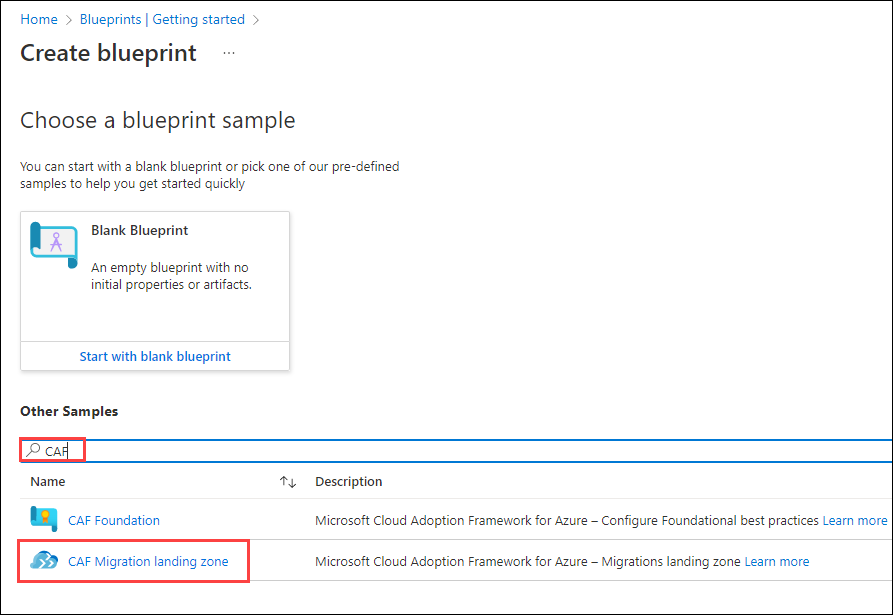 Home > Blueprints | Getting started >
Create blueprint ...
Choose a blueprint sample
You can start with a blank blueprint or pick one of our pre-defined
samples to help you get started quickly
Blank Blueprint
An empty blueprint with no
initial properties or artifacts.
Start with blank blueprint
Other Samples
CAF
Name ↑↓ Description
CAF Foundation Microsoft Cloud Adoption Framework for Azure – Configure Foundational best practices Learn more
CAF Migration landing zone Microsoft Cloud Adoption Framework for Azure – Migrations landing zone Learn more